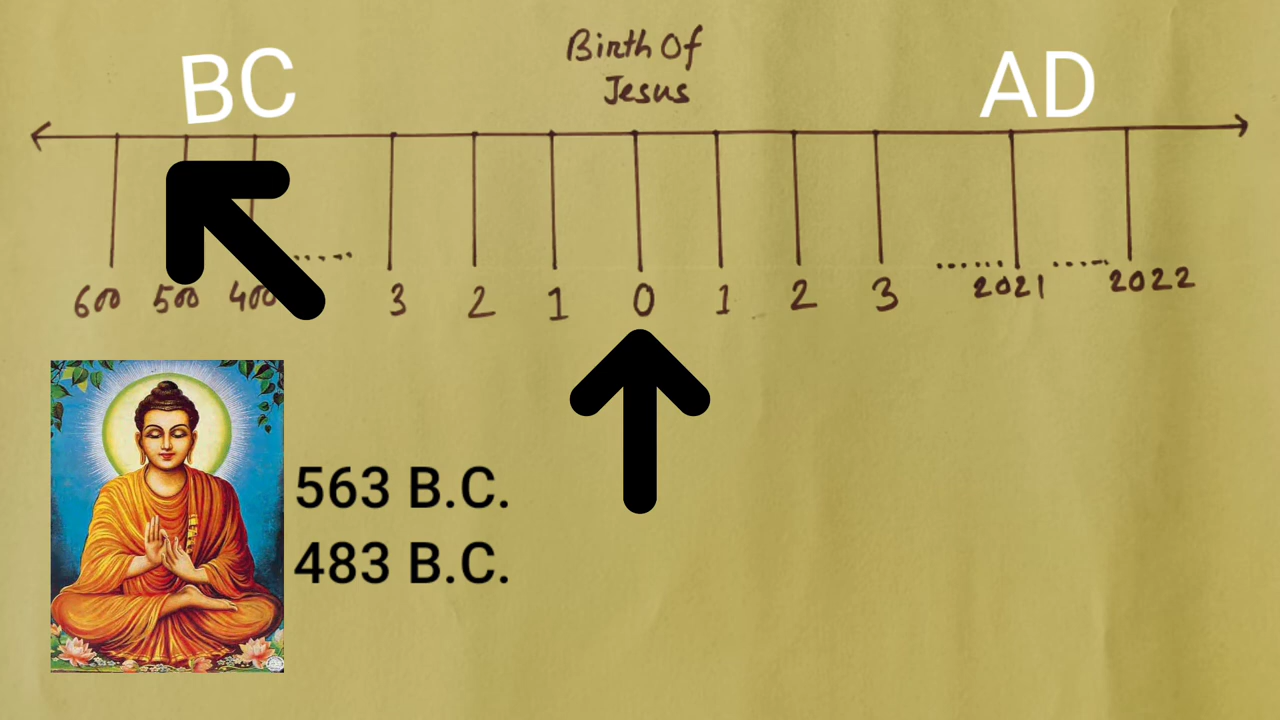 Birth Of
Jesus
BC
AD
600 500 400 ...... 3 2 1 0 1 2 3 ...... 2021 ...... 2022
563 B.C.
483 B.C.